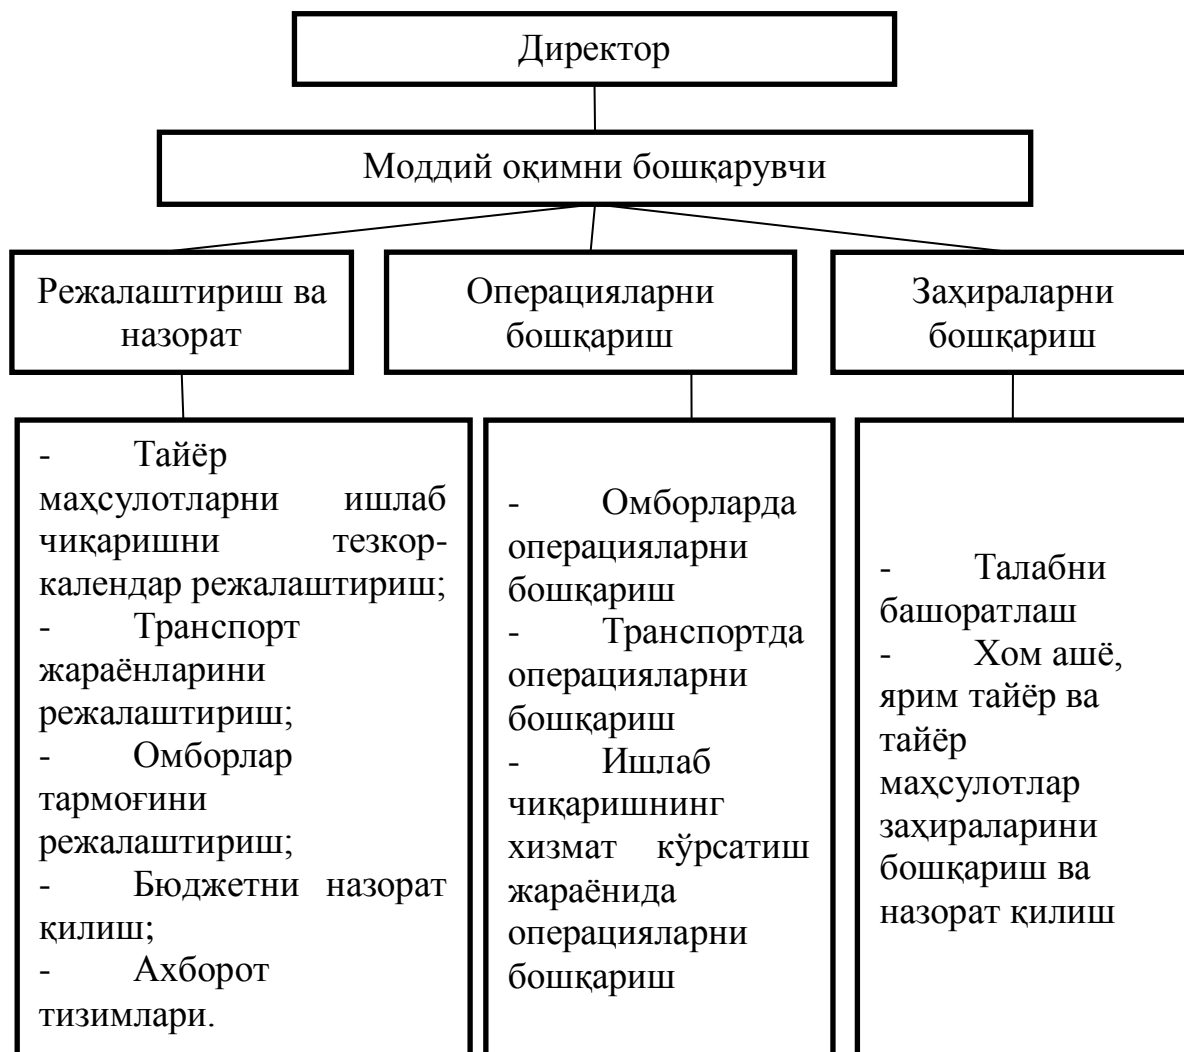 Директор
Моддий оқимни бошқарувчи
Режалаштириш ва
назорат
Операцияларни
бошқариш
Заҳираларни
бошқариш
- Тайёр
маҳсулотларни ишлаб
чиқаришни тезкор-
календар режалаштириш;
- Транспорт
жараёнларини
режалаштириш;
- Омборлар
тармоғини
режалаштириш;
- Бюджетни назорат
қилиш;
- Ахборот
тизимлари.
- Омборларда
операцияларни
бошқариш
- Транспортда
операцияларни
бошқариш
- Ишлаб
чиқаришнинг
хизмат кўрсатиш
жараёнида
операцияларни
бошқариш
- Талабни
башоратлаш
- Хом ашё,
ярим тайёр ва
тайёр
маҳсулотлар
заҳираларини
бошқариш ва
назорат қилиш